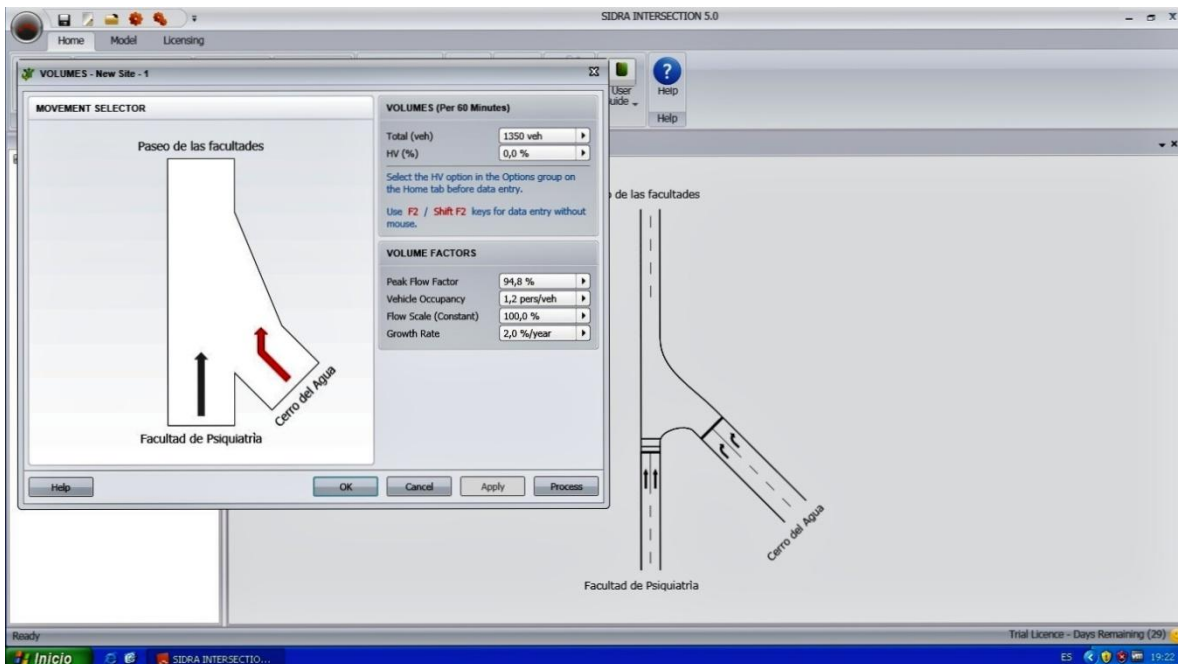 SIDRA INTERSECTION 5.0
Home Model Licensing
User Guide
Help
Help
VOLUMES - New Site - 1
MOVEMENT SELECTOR
Paseo de las facultades
Cerro del Agua
Facultad de Psiquiatrìa
VOLUMES (Per 60 Minutes)
Total (veh) 1350 veh
HV (%) 0,0 %
Select the HV option in the Options group on
the Home tab before data entry.
Use F2 / Shift F2 keys for data entry without
mouse.
VOLUME FACTORS
Peak Flow Factor 94,8 %
Vehicle Occupancy 1,2 pers/veh
Flow Scale (Constant) 100,0 %
Growth Rate 2,0 %/year
Help OK Cancel Apply Process
de las facultades
Cerro del Agua
Facultad de Psiquiatrìa
Ready Trial Licence - Days Remaining (29)
Inicio SIDRA INTERSECTIO... ES 19:22